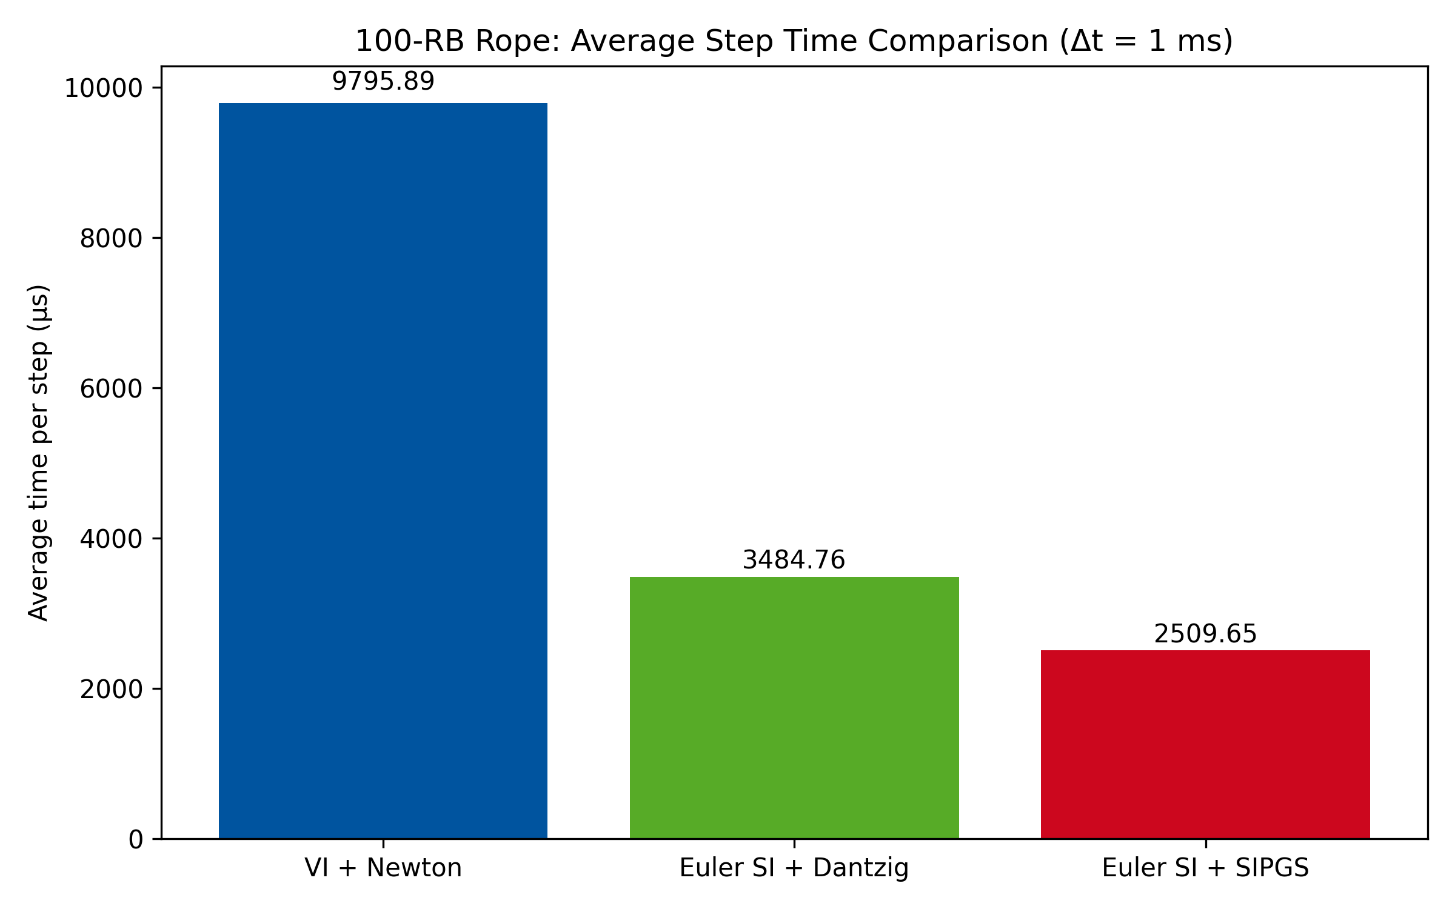 100-RB Rope: Average Step Time Comparison (Δt = 1 ms)
Average time per step (µs)
10000
8000
6000
4000
2000
0
9795.89
3484.76
2509.65
VI + Newton
Euler SI + Dantzig
Euler SI + SIPGS